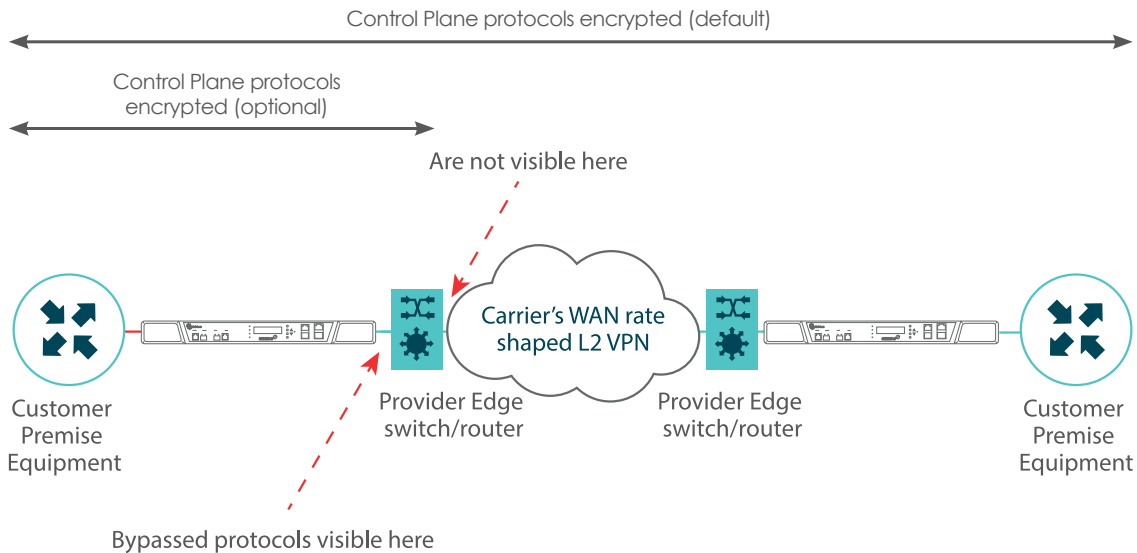 Control Plane protocols encrypted (default)
Control Plane protocols
encrypted (optional)
Are not visible here
Carrier's WAN rate
shaped L2 VPN
Customer
Premise
Equipment
Provider Edge
switch/router
Provider Edge
switch/router
Customer
Premise
Equipment
Bypassed protocols visible here